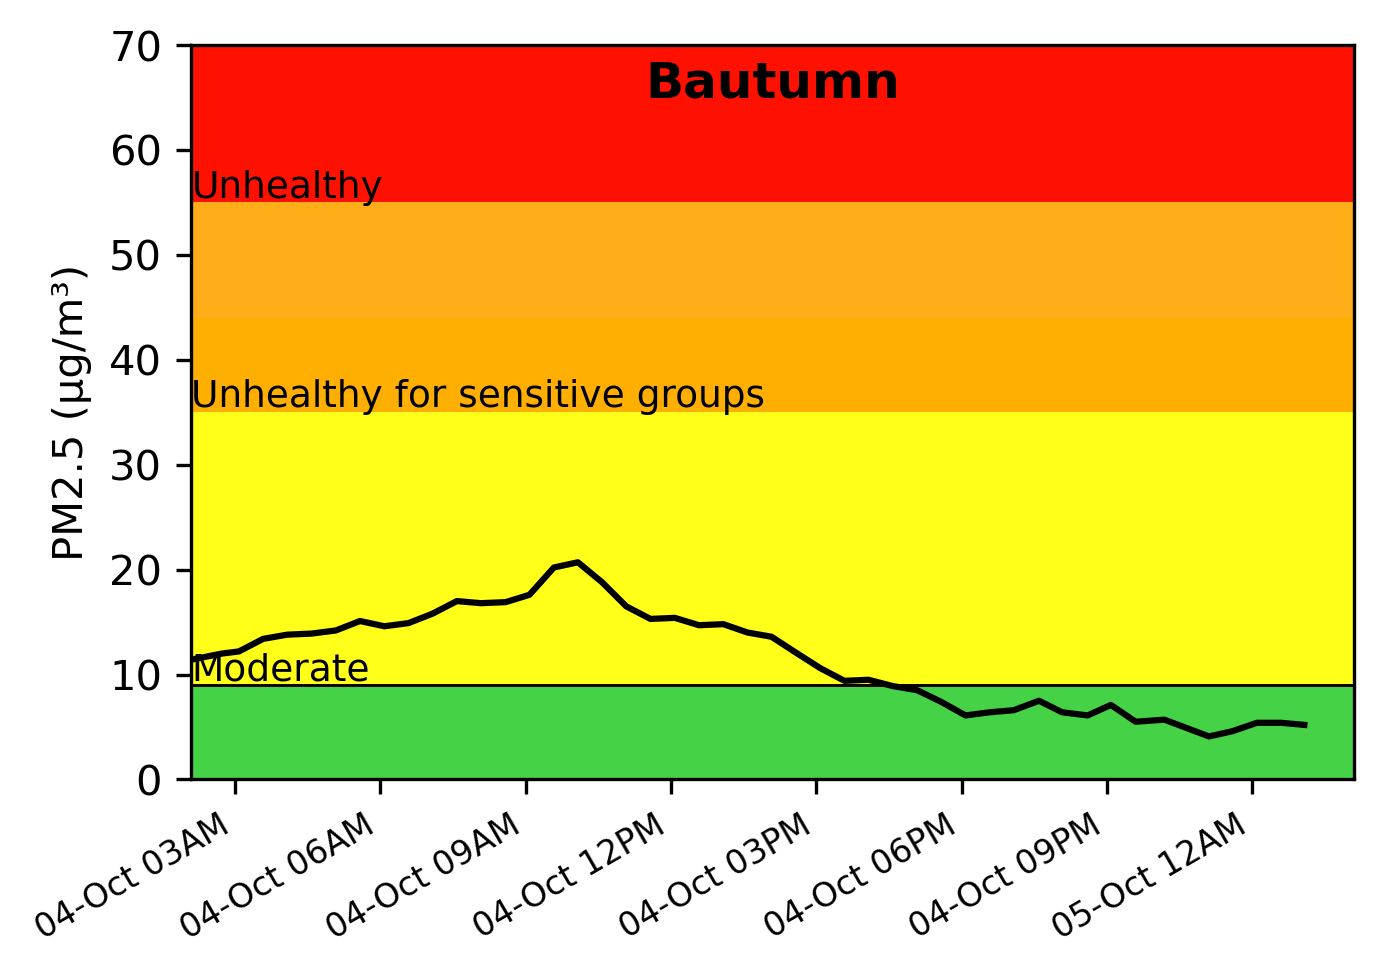 Bautumn
PM2.5 (µg/m³)
70
60
50
40
30
20
10
0
Unhealthy
Unhealthy for sensitive groups
Moderate
04-Oct 03AM
04-Oct 06AM
04-Oct 09AM
04-Oct 12PM
04-Oct 03PM
04-Oct 06PM
04-Oct 09PM
05-Oct 12AM